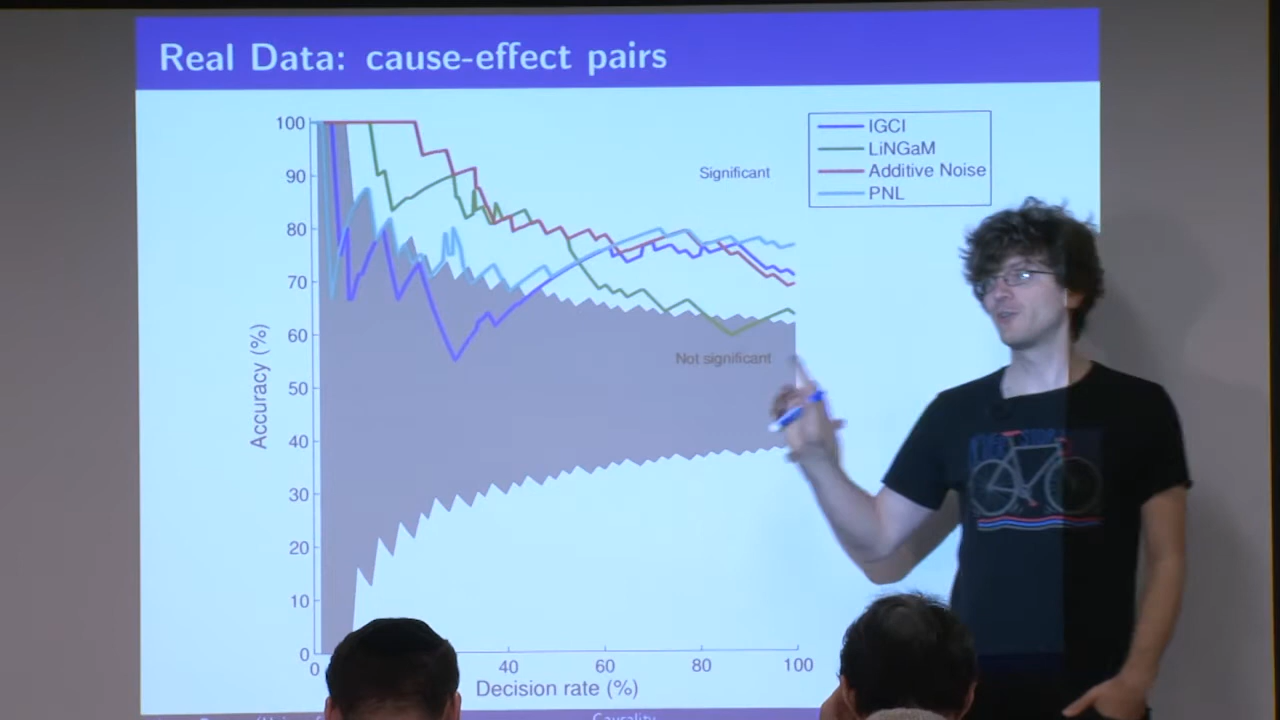 Real Data: cause-effect pairs
100
90
80
70
60
50
40
30
20
10
0
Accuracy (%)
Significant
Not significant
IGCI
LiNGaM
Additive Noise
PNL
0
40
60
80
100
Decision rate (%)
Causality